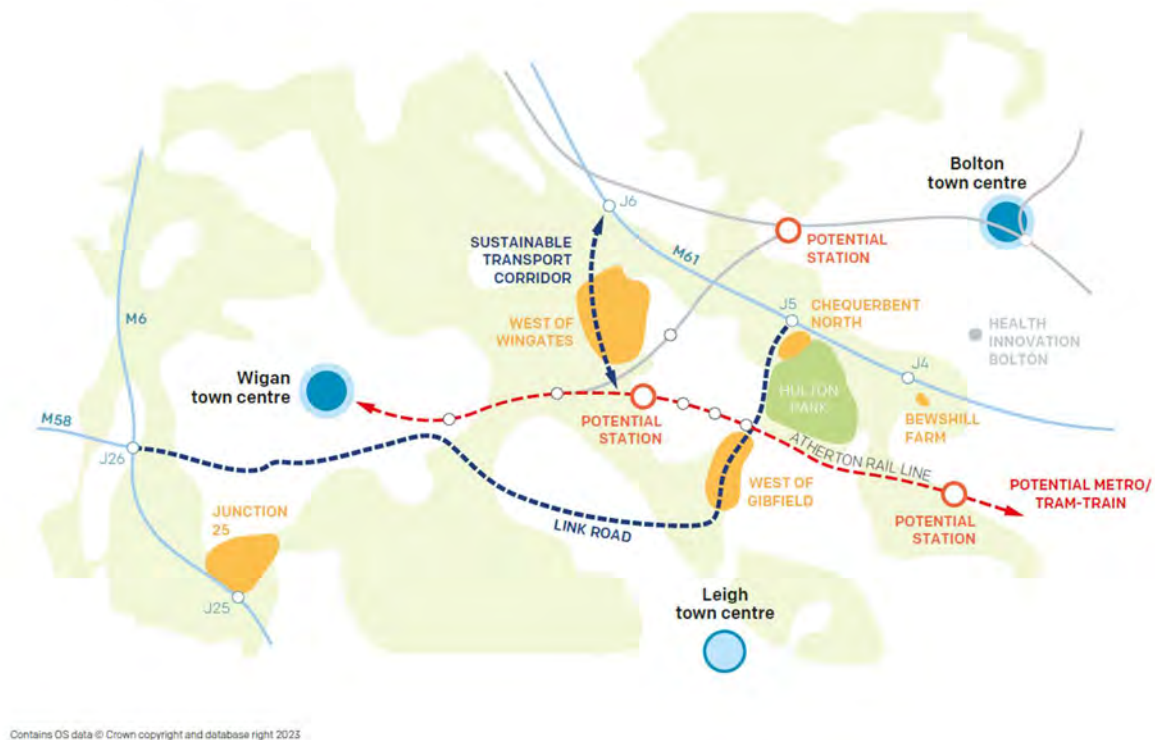 Bolton
town centre
J6
SUSTAINABLE
TRANSPORT
CORRIDOR
M61
POTENTIAL
STATION
M6
J5
CHEQUERBENT
NORTH
WEST OF
WINGATES
HEALTH
INNOVATION
BOLTON
Wigan
town centre
J4
HULTON
PARK
BEWSHILL
FARM
M58
POTENTIAL
STATION
J26
ATHERTON RAIL LINE
WEST OF
GIBFIELD
POTENTIAL METRO/
TRAM-TRAIN
JUNCTION
25
LINK ROAD
POTENTIAL
STATION
J25
Leigh
town centre
Contains OS data © Crown copyright and database right 2023